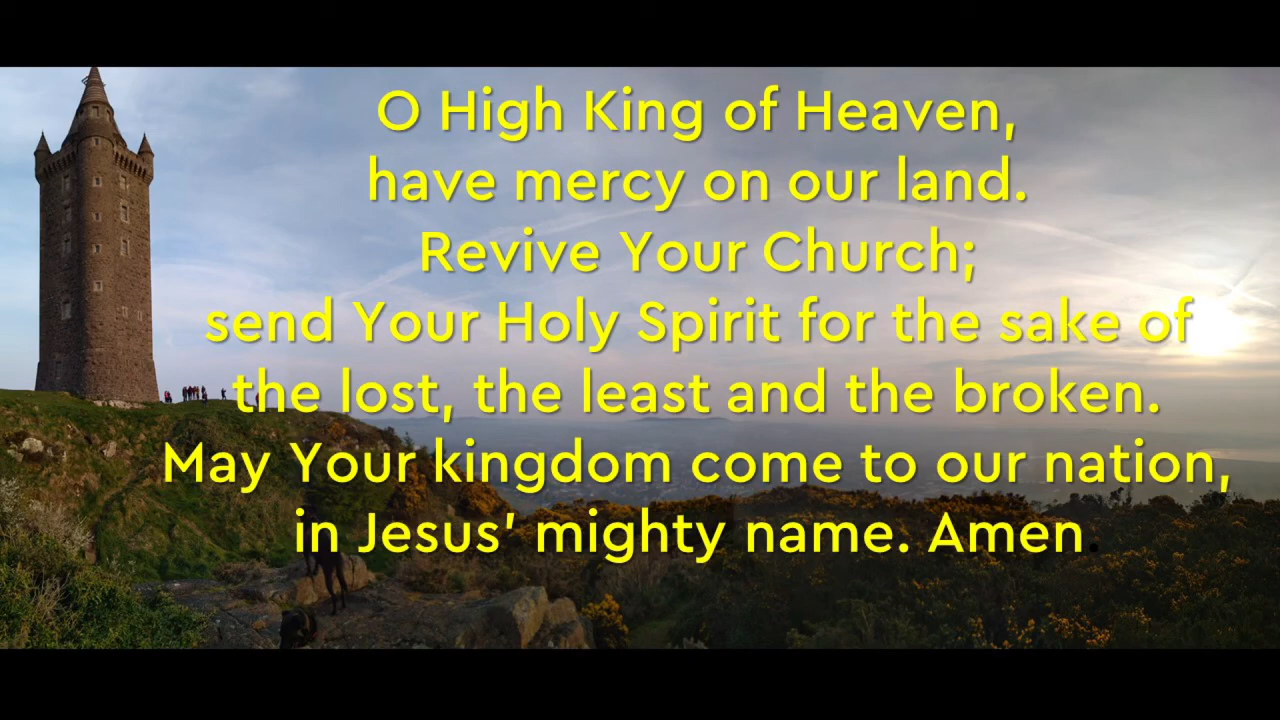 O High King of Heaven,
have mercy on our land.
Revive Your Church;
send Your Holy Spirit for the sake of
the lost, the least and the broken.
May Your kingdom come to our nation,
in Jesus’ mighty name. Amen.